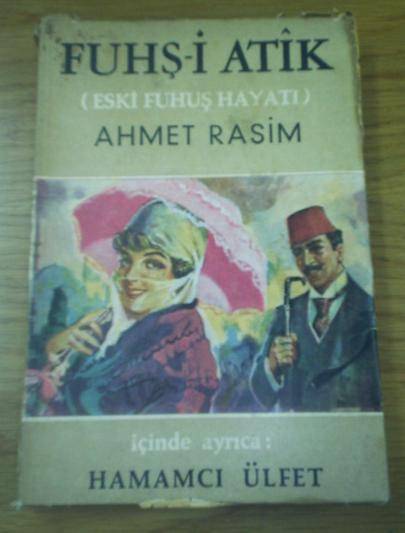 FUHŞ-İ ATÎK
(ESKİ FUHUŞ HAYATI)
AHMET RASİM
içinde ayrıca:
HAMAMCI ÜLFET